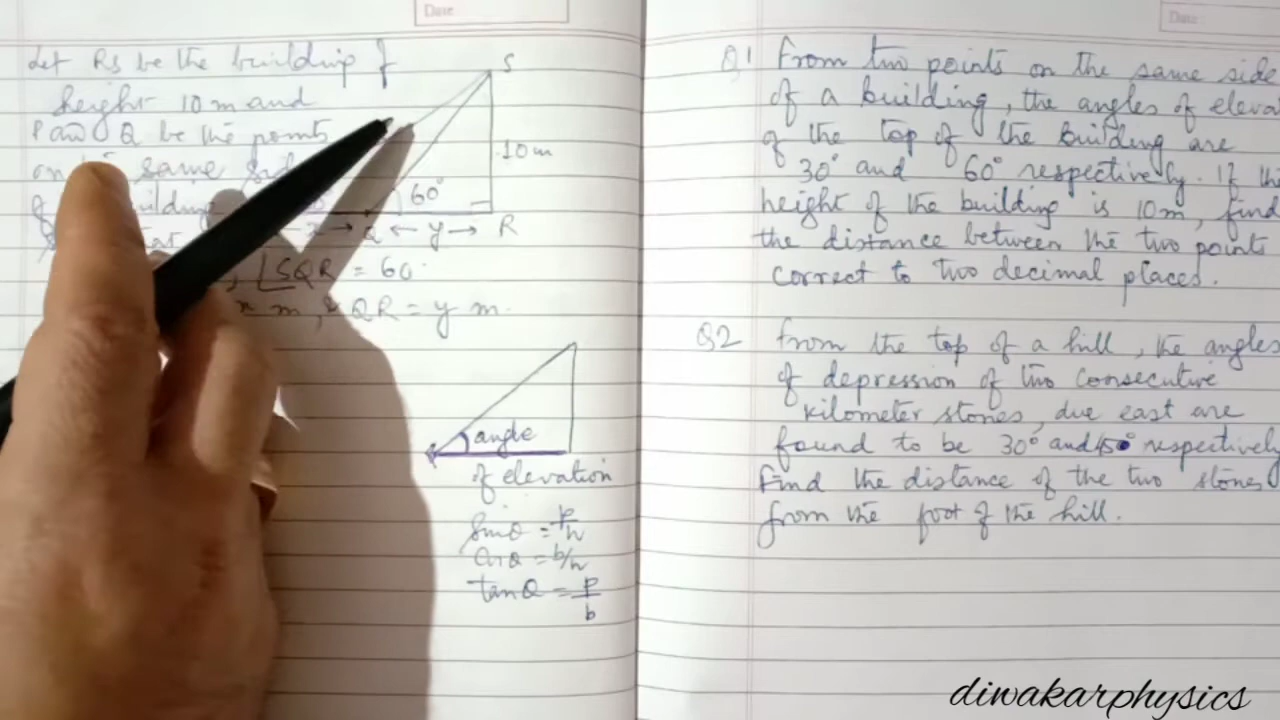 Date
Let RS be the building of
height 10 m and
P and Q be the points
on same
S
10m
60°
R
x → Q ← y →
, ∠SQR = 60°
x m, & QR = y m.
angle
of elevation
sinθ = p/h
cosθ = b/h
tanθ = p/b
Date
Q1 From two points on the same side
of a building, the angles of eleva
of the top of the building are
30° and 60° respectively. If the
height of the building is 10m, find
the distance between the two points
correct to two decimal places.
Q2 From the top of a hill, the angles
of depression of two consecutive
kilometer stones, due east are
found to be 30° and 45° respectively
Find the distance of the two stones
from the foot of the hill.
diwakarphysics